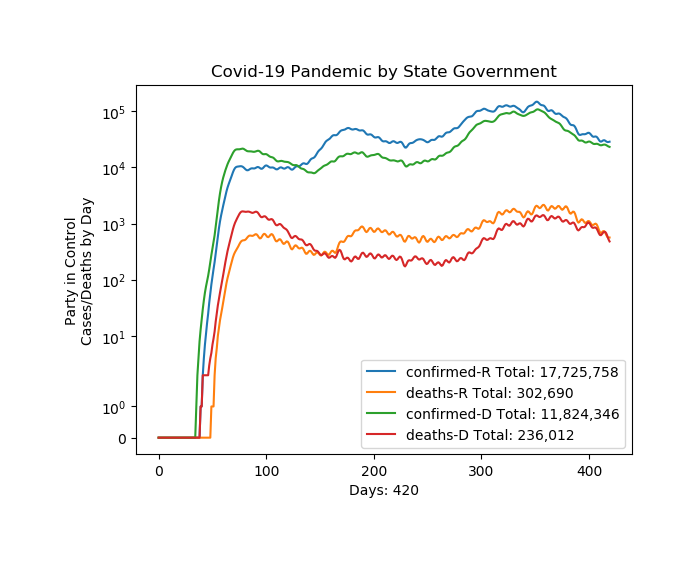 Covid-19 Pandemic by State Government
Party in Control
Cases/Deaths by Day
10⁵
10⁴
10³
10²
10¹
10⁰
0
confirmed-R Total: 17,725,758
deaths-R Total: 302,690
confirmed-D Total: 11,824,346
deaths-D Total: 236,012
0 100 200 300 400
Days: 420